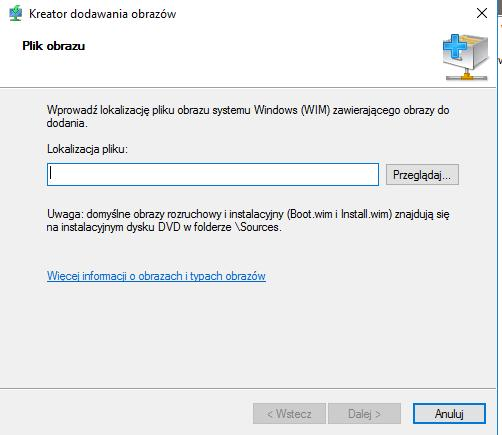 Kreator dodawania obrazów
Plik obrazu
Wprowadź lokalizację pliku obrazu systemu Windows (WIM) zawierającego obrazy do
dodania.
Lokalizacja pliku:
Przeglądaj...
Uwaga: domyślne obrazy rozruchowy i instalacyjny (Boot.wim i Install.wim) znajdują się
na instalacyjnym dysku DVD w folderze \Sources.
Więcej informacji o obrazach i typach obrazów
< Wstecz
Dalej >
Anuluj